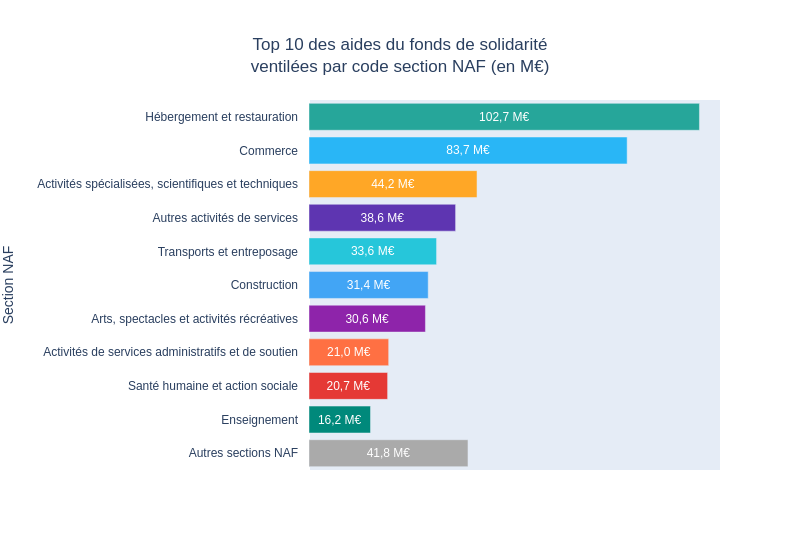 Top 10 des aides du fonds de solidarité
ventilées par code section NAF (en M€)
Section NAF
Hébergement et restauration 102,7 M€
Commerce 83,7 M€
Activités spécialisées, scientifiques et techniques 44,2 M€
Autres activités de services 38,6 M€
Transports et entreposage 33,6 M€
Construction 31,4 M€
Arts, spectacles et activités récréatives 30,6 M€
Activités de services administratifs et de soutien 21,0 M€
Santé humaine et action sociale 20,7 M€
Enseignement 16,2 M€
Autres sections NAF 41,8 M€